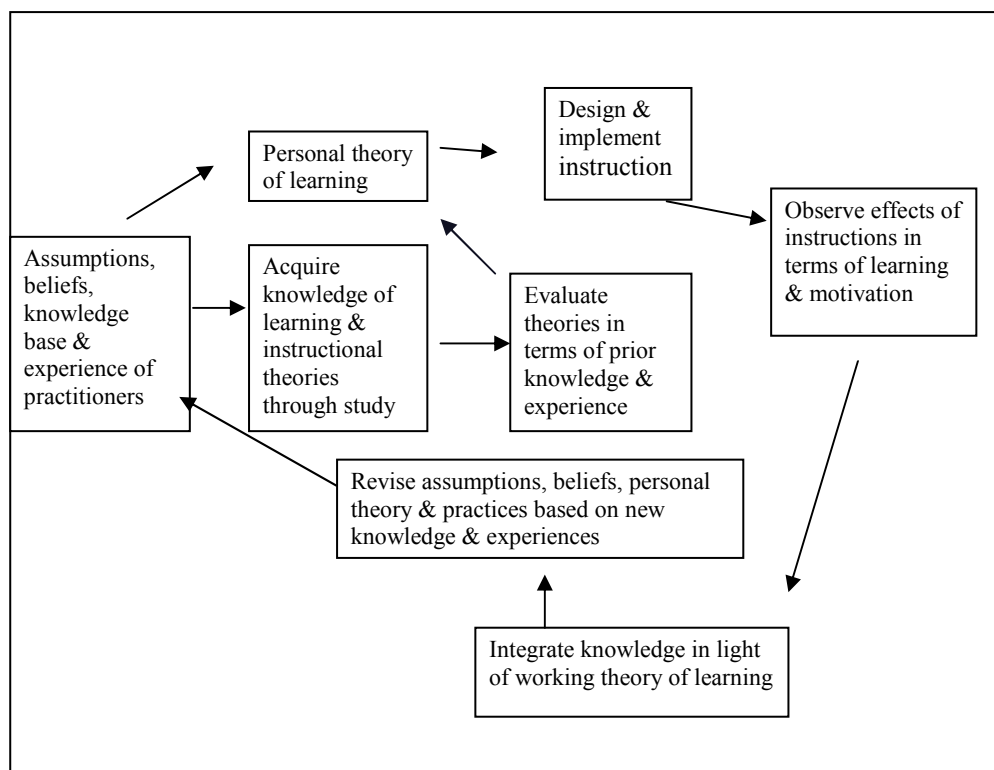 Design &
implement
instruction
Personal theory
of learning
Observe effects of
instructions in
terms of learning
& motivation
Assumptions,
beliefs,
knowledge
base &
experience of
practitioners
Acquire
knowledge of
learning &
instructional
theories
through study
Evaluate
theories in
terms of prior
knowledge &
experience
Revise assumptions, beliefs, personal
theory & practices based on new
knowledge & experiences
Integrate knowledge in light
of working theory of learning